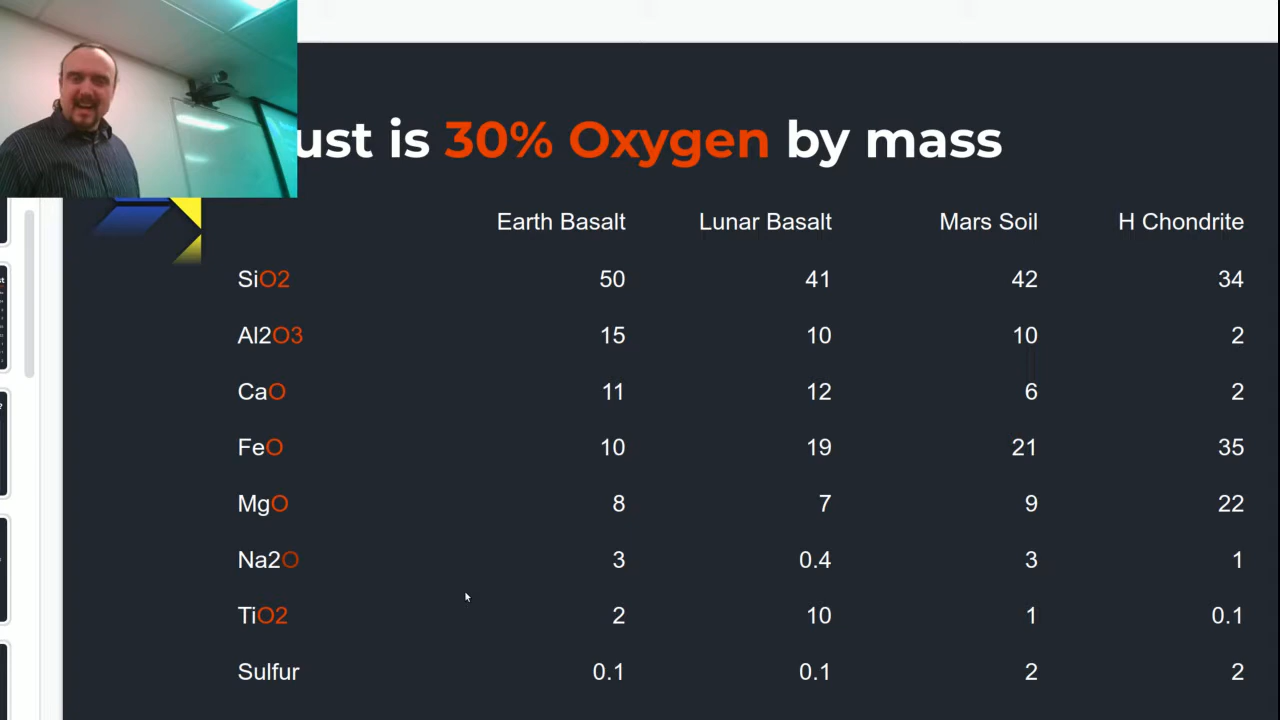 ust is 30% Oxygen by mass
Earth Basalt Lunar Basalt Mars Soil H Chondrite
SiO2 50 41 42 34
Al2O3 15 10 10 2
CaO 11 12 6 2
FeO 10 19 21 35
MgO 8 7 9 22
Na2O 3 0.4 3 1
TiO2 2 10 1 0.1
Sulfur 0.1 0.1 2 2